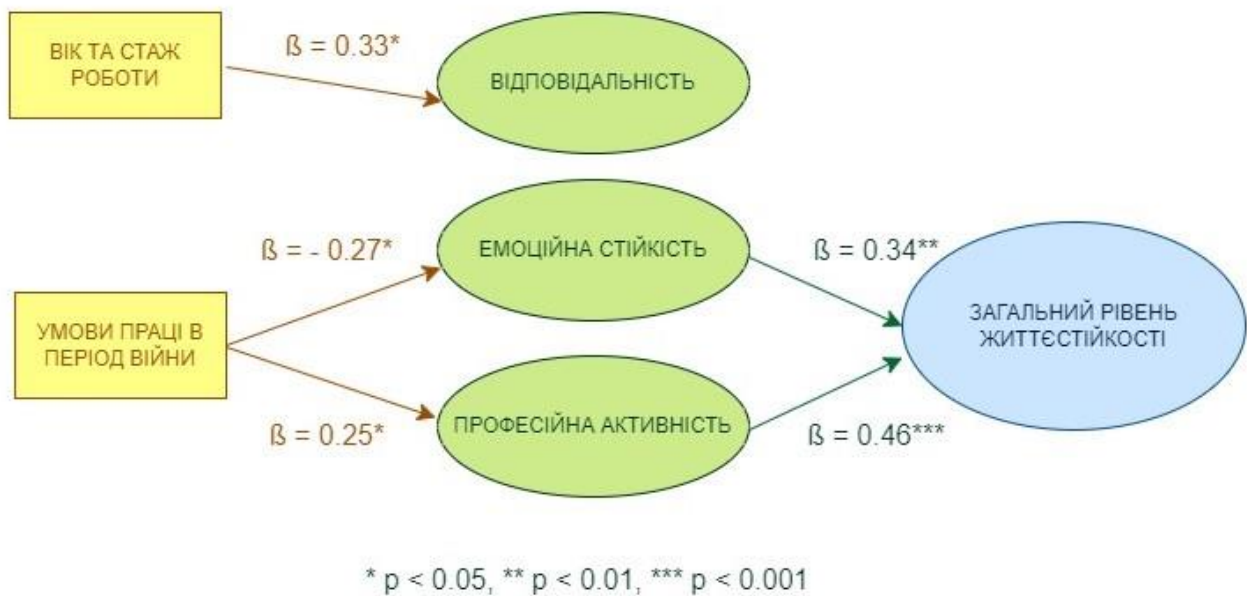 ВІК ТА СТАЖ
РОБОТИ
ß = 0.33*
ВІДПОВІДАЛЬНІСТЬ
УМОВИ ПРАЦІ В
ПЕРІОД ВІЙНИ
ß = - 0.27*
ЕМОЦІЙНА СТІЙКІСТЬ
ß = 0.34**
ß = 0.25*
ПРОФЕСІЙНА АКТИВНІСТЬ
ß = 0.46***
ЗАГАЛЬНИЙ РІВЕНЬ
ЖИТТЄСТІЙКОСТІ
* p < 0.05, ** p < 0.01, *** p < 0.001